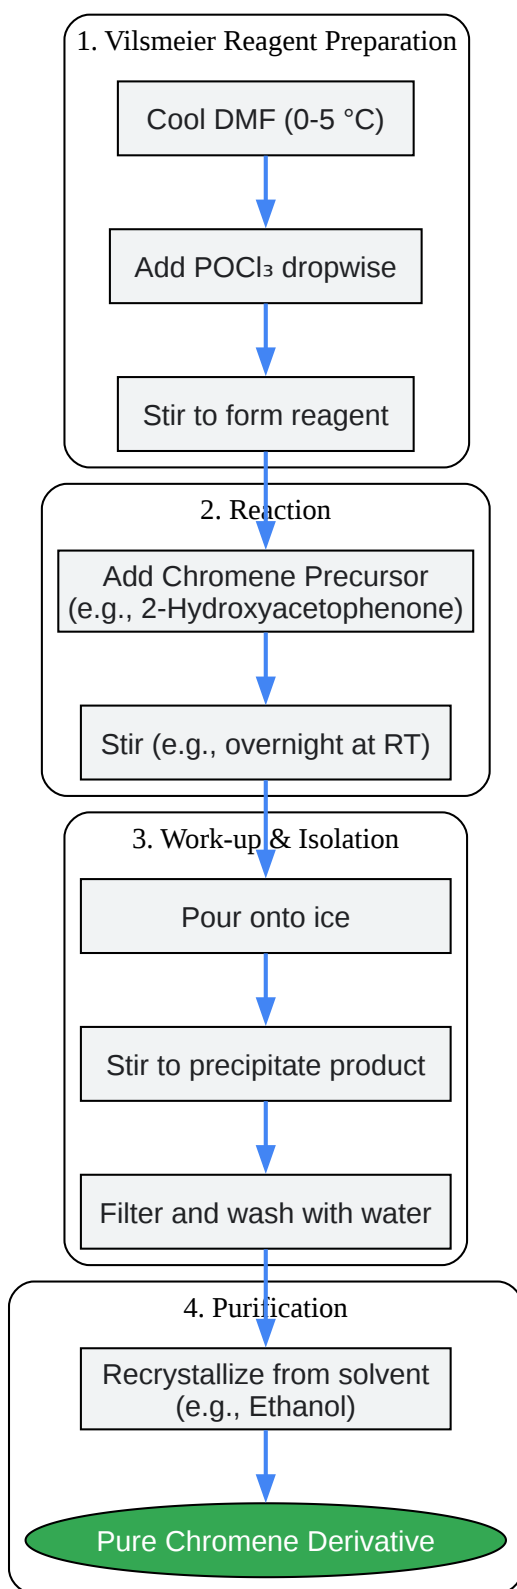 1. Vilsmeier Reagent Preparation
Cool DMF (0-5 °C)
Add POCl₃ dropwise
Stir to form reagent
2. Reaction
Add Chromene Precursor
(e.g., 2-Hydroxyacetophenone)
Stir (e.g., overnight at RT)
3. Work-up & Isolation
Pour onto ice
Stir to precipitate product
Filter and wash with water
4. Purification
Recrystallize from solvent
(e.g., Ethanol)
Pure Chromene Derivative